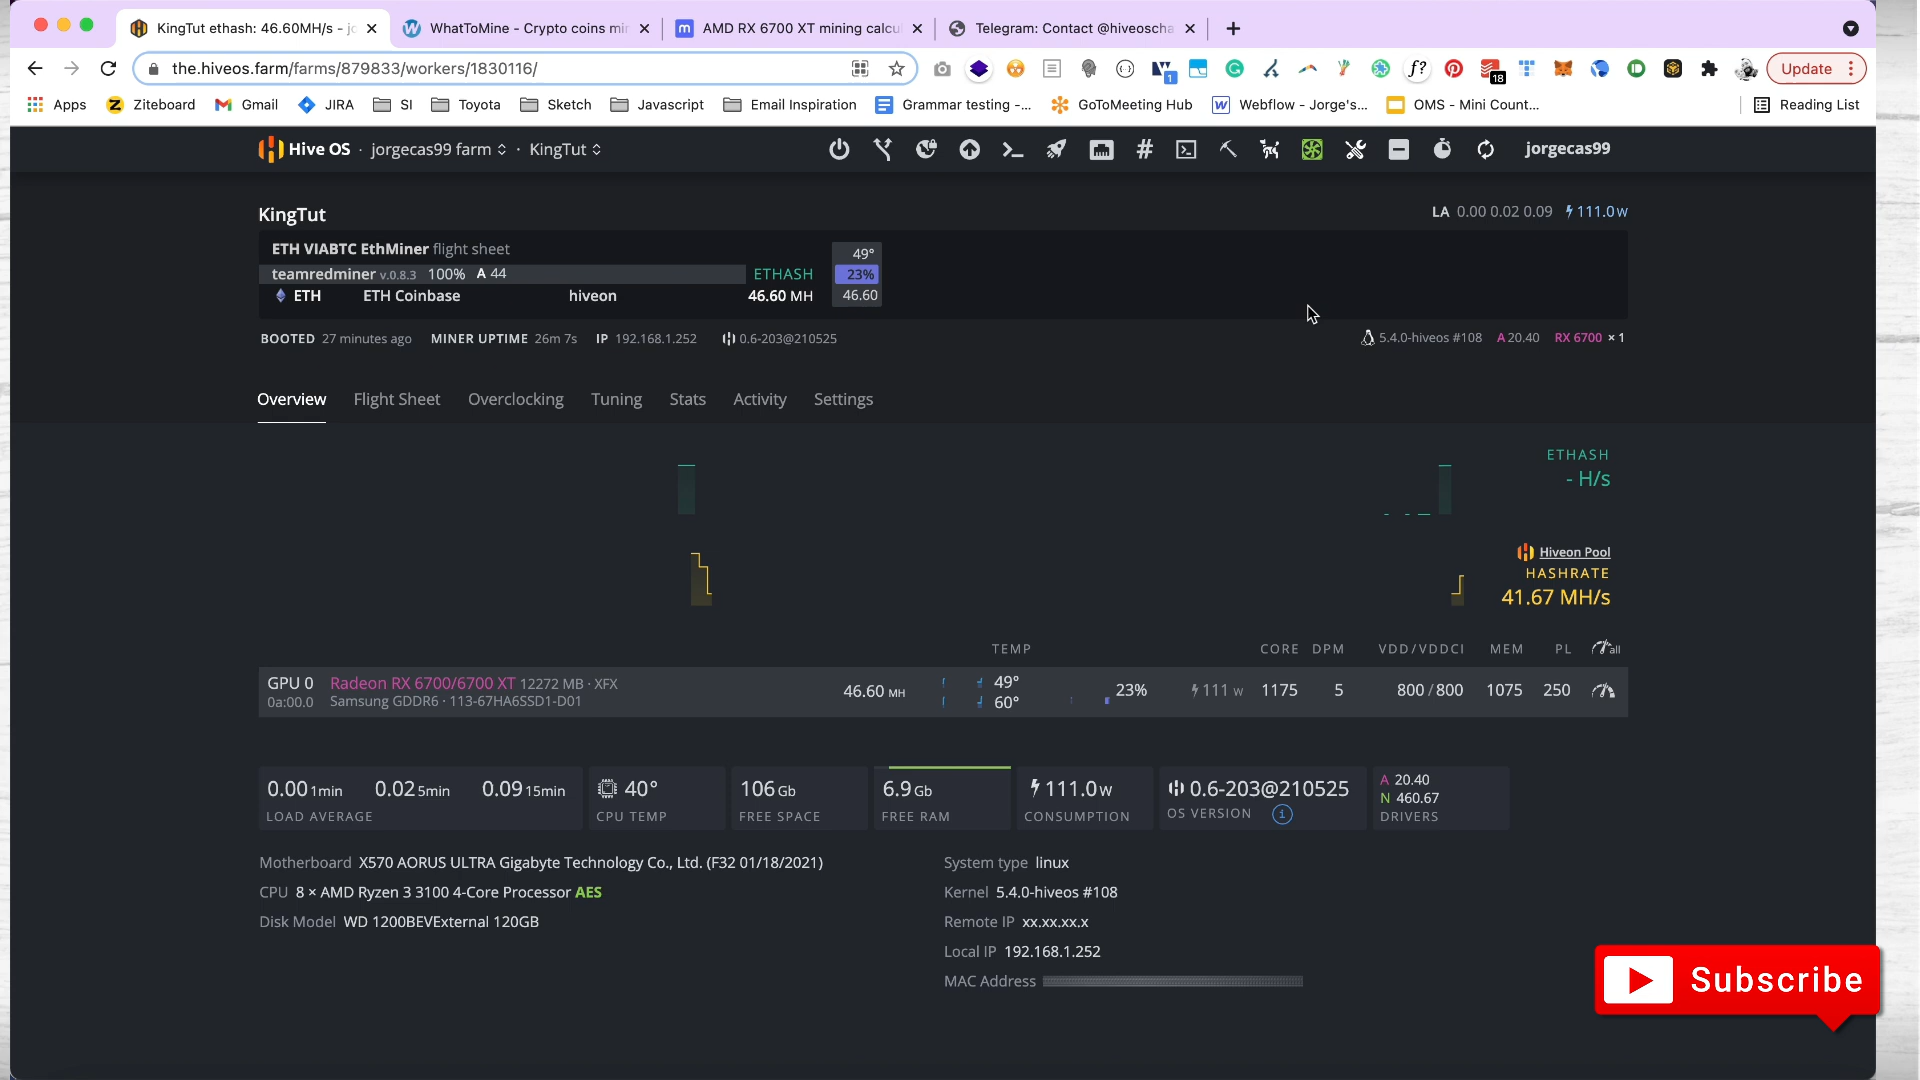 KingTut ethash: 46.60MH/s - jo
WhatToMine - Crypto coins min
AMD RX 6700 XT mining calcul
Telegram: Contact @hiveoscha
the.hiveos.farm/farms/879833/workers/1830116/
1
18
Update
Apps
Ziteboard
Gmail
JIRA
SI
Toyota
Sketch
Javascript
Email Inspiration
Grammar testing -...
GoToMeeting Hub
Webflow - Jorge's...
OMS - Mini Count...
Reading List
Hive OS · jorgecas99 farm · KingTut
jorgecas99
KingTut
LA 0.00 0.02 0.09 111.0 W
ETH VIABTC EthMiner flight sheet
49°
teamredminer v.0.8.3 100% A 44 ETHASH
23%
ETH ETH Coinbase hiveon 46.60 MH
46.60
BOOTED 27 minutes ago MINER UPTIME 26m 7s IP 192.168.1.252 0.6-203@210525
5.4.0-hiveos #108 A 20.40 RX 6700 × 1
Overview Flight Sheet Overclocking Tuning Stats Activity Settings
ETHASH
- H/s
Hiveon Pool
HASHRATE
41.67 MH/s
TEMP CORE DPM VDD/VDDCI MEM PL all
GPU 0 Radeon RX 6700/6700 XT 12272 MB · XFX 46.60 MH 49° 23% 111 W 1175 5 800/800 1075 250
0a:00.0 Samsung GDDR6 · 113-67HA6SSD1-D01 60°
0.00 1min 0.02 5min 0.09 15min
LOAD AVERAGE
40°
CPU TEMP
106 Gb
FREE SPACE
6.9 Gb
FREE RAM
111.0 W
CONSUMPTION
0.6-203@210525
OS VERSION
A 20.40
N 460.67
DRIVERS
Motherboard X570 AORUS ULTRA Gigabyte Technology Co., Ltd. (F32 01/18/2021)
CPU 8 × AMD Ryzen 3 3100 4-Core Processor AES
Disk Model WD 1200BEVExternal 120GB
System type linux
Kernel 5.4.0-hiveos #108
Remote IP xx.xx.xx.x
Local IP 192.168.1.252
MAC Address
Subscribe